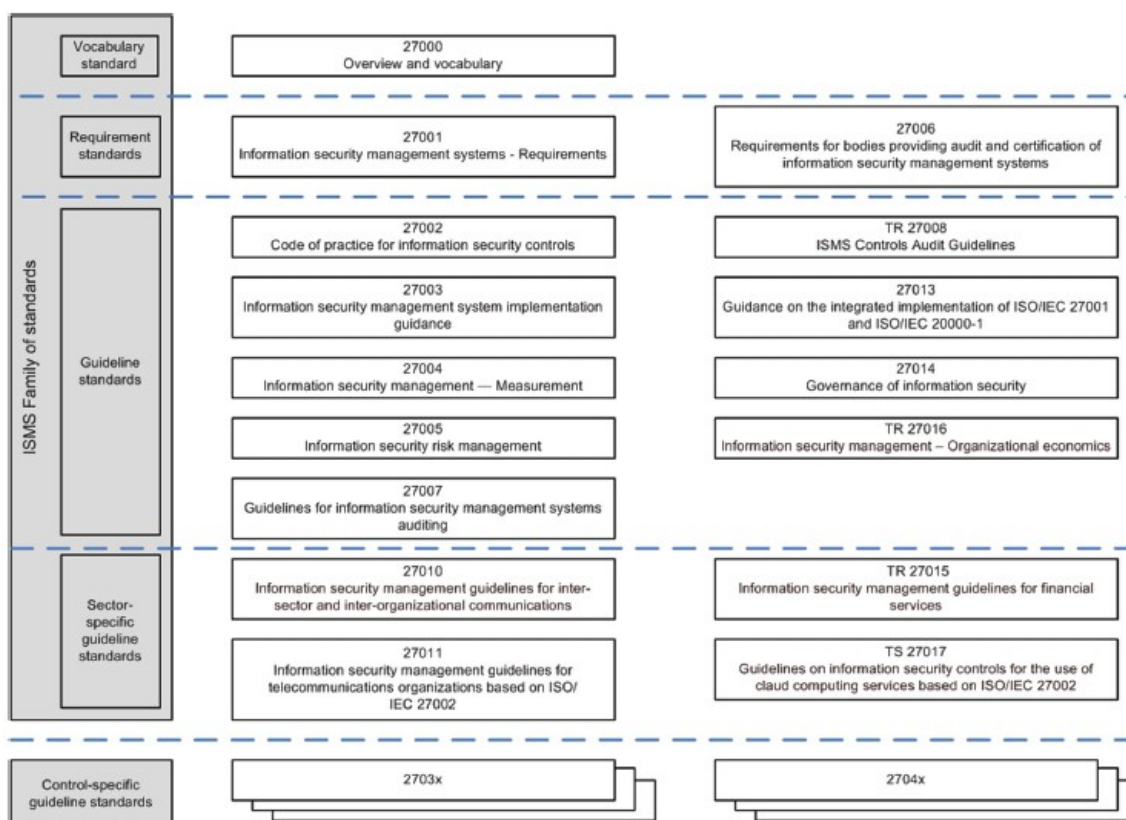 ISMS Family of standards
Vocabulary
standard
27000
Overview and vocabulary
Requirement
standards
27001
Information security management systems - Requirements
27006
Requirements for bodies providing audit and certification of
information security management systems
Guideline
standards
27002
Code of practice for information security controls
TR 27008
ISMS Controls Audit Guidelines
27003
Information security management system implementation
guidance
27013
Guidance on the integrated implementation of ISO/IEC 27001
and ISO/IEC 20000-1
27004
Information security management — Measurement
27014
Governance of information security
27005
Information security risk management
TR 27016
Information security management – Organizational economics
27007
Guidelines for information security management systems
auditing
Sector-
specific
guideline
standards
27010
Information security management guidelines for inter-
sector and inter-organizational communications
TR 27015
Information security management guidelines for financial
services
27011
Information security management guidelines for
telecommunications organizations based on ISO/
IEC 27002
TS 27017
Guidelines on information security controls for the use of
claud computing services based on ISO/IEC 27002
Control-specific
guideline standards
2703x
2704x